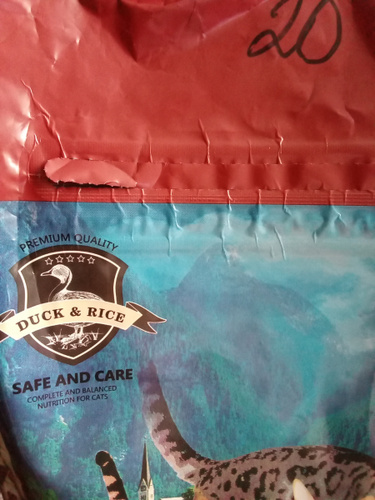 20
PREMIUM QUALITY
DUCK & RICE
SAFE AND CARE
COMPLETE AND BALANCED
NUTRITION FOR CATS